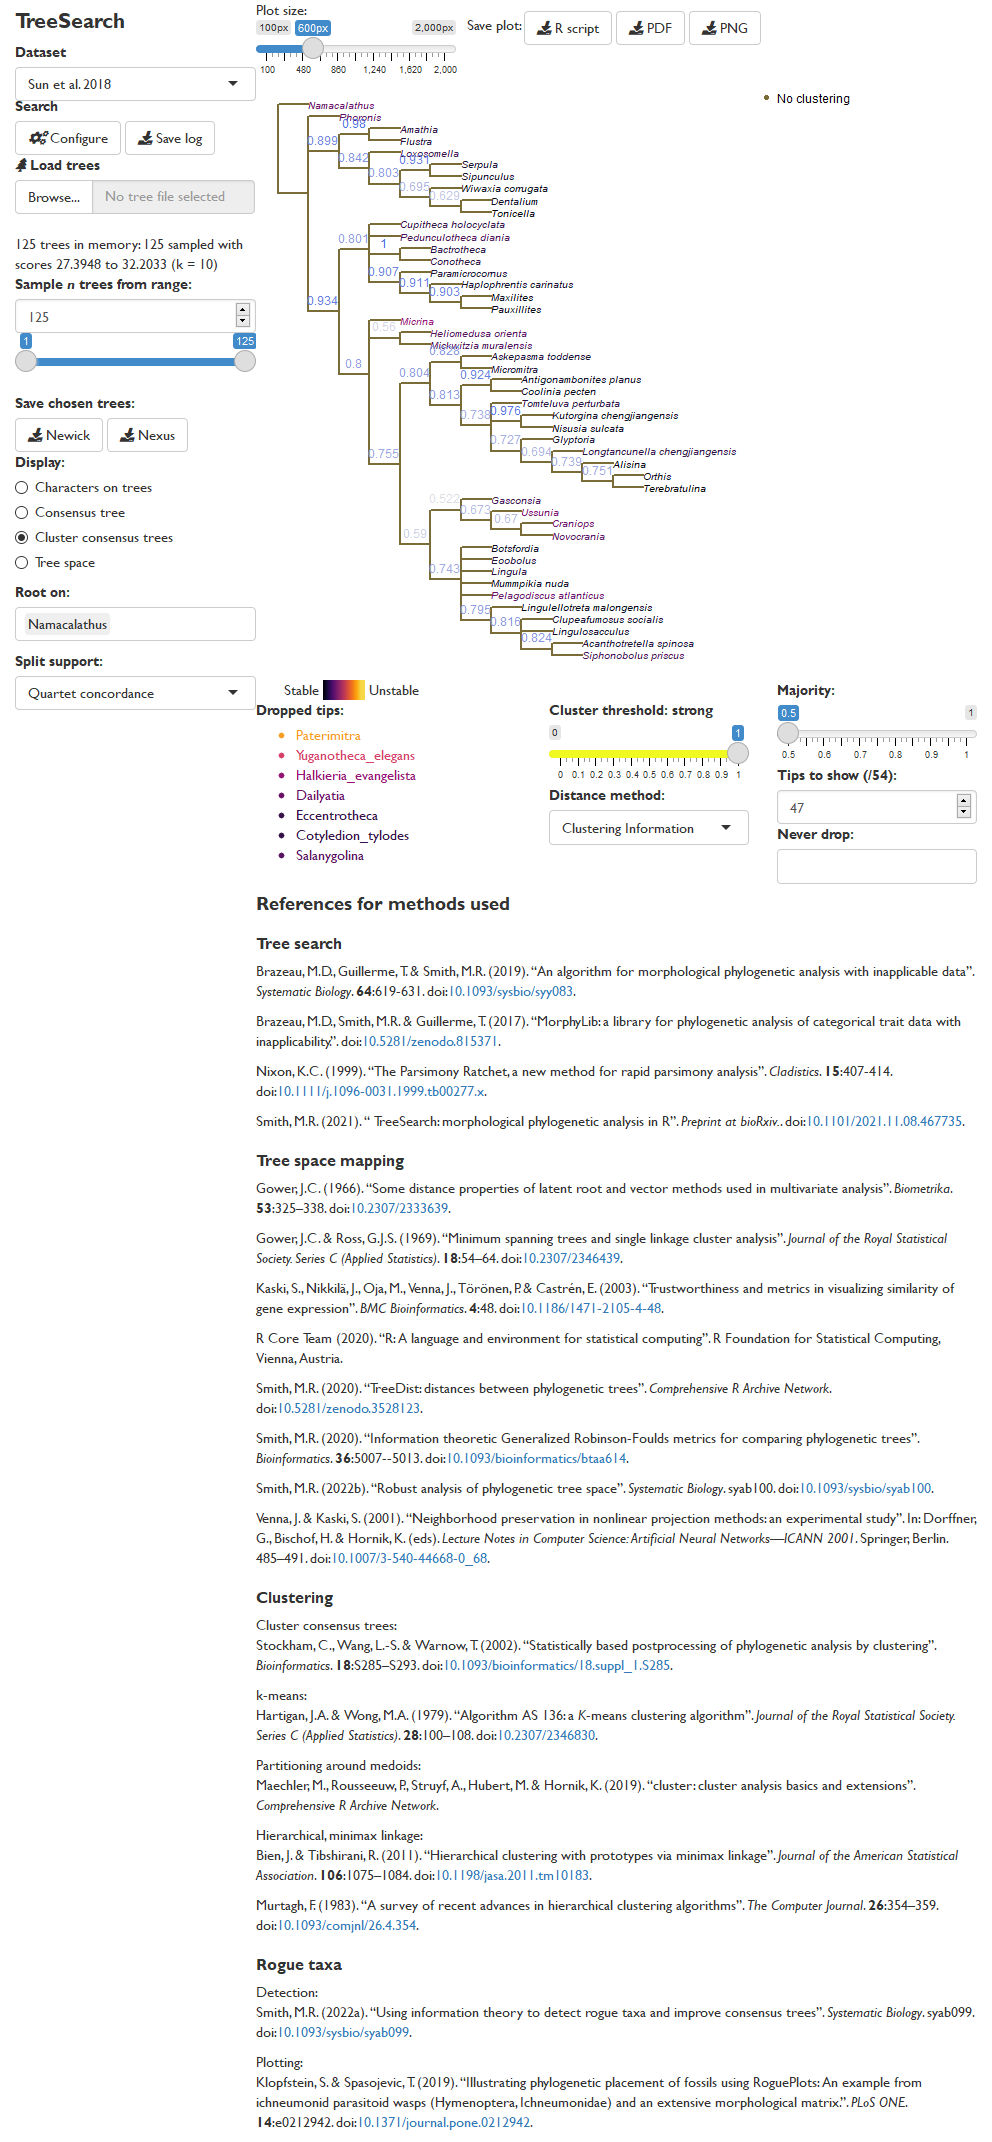 TreeSearch
Dataset
Sun et al. 2018
Search
Configure
Save log
Load trees
Browse...
No tree file selected
125 trees in memory: 125 sampled with
scores 27.3948 to 32.2033 (k = 10)
Sample n trees from range:
125
1
125
Save chosen trees:
Newick
Nexus
Display:
Characters on trees
Consensus tree
Cluster consensus trees
Tree space
Root on:
Namacalathus
Split support:
Quartet concordance
Plot size:
100px
600px
2,000px
100 480 860 1,240 1,620 2,000
Save plot:
R script
PDF
PNG
No clustering
Namacalathus
Phoronis
0.98
Amathia
0.899
Flustra
Loxosomella
0.842
0.931
Serpula
0.803
Sipunculus
0.695
Wiwaxia corrugata
0.629
Dentalium
Tonicella
Cupitheca holocyclata
0.801
Pedunculotheca diania
1
Bactrotheca
Conotheca
0.907
Paramicrocornus
0.911
Haplophrentis carinatus
0.903
Maxilites
0.934
Pauxillites
Micrina
0.56
Heliomedusa orienta
Mickwitzia muralensis
0.828
Askepasma toddense
0.8
Micromitra
0.804
0.924
Antigonambonites planus
Coolinia pecten
0.813
Tomteluva perturbata
0.976
Kutorgina chengjiangensis
0.738
Nisusia sulcata
0.727
Glyptoria
0.694
Longtancunella chengjiangensis
0.755
0.739
Alisina
0.751
Orthis
Terebratulina
0.522
Gasconsia
0.673
Ussunia
0.67
Craniops
0.59
Novocrania
Botsfordia
Eoobolus
0.743
Lingula
Mummpikia nuda
Pelagodiscus atlanticus
0.795
Lingulellotreta malongensis
0.816
Clupeafumosus socialis
Lingulosacculus
0.824
Acanthotretella spinosa
Siphonobolus priscus
Stable
Unstable
Dropped tips:
Paterimitra
Yuganotheca_elegans
Halkieria_evangelista
Dailyatia
Eccentrotheca
Cotyledion_tylodes
Salanygolina
Cluster threshold: strong
0
1
0 0.1 0.2 0.3 0.4 0.5 0.6 0.7 0.8 0.9 1
Distance method:
Clustering Information
Majority:
0.5
1
0.5 0.6 0.7 0.8 0.9 1
Tips to show (/54):
47
Never drop:
References for methods used
Tree search
Brazeau, M.D., Guillerme, T. & Smith, M.R. (2019). “An algorithm for morphological phylogenetic analysis with inapplicable data”.
Systematic Biology. 64:619-631. doi:10.1093/sysbio/syy083.
Brazeau, M.D., Smith, M.R. & Guillerme, T. (2017). “MorphyLib: a library for phylogenetic analysis of categorical trait data with
inapplicability.”. doi:10.5281/zenodo.815371.
Nixon, K.C. (1999). “The Parsimony Ratchet, a new method for rapid parsimony analysis”. Cladistics. 15:407-414.
doi:10.1111/j.1096-0031.1999.tb00277.x.
Smith, M.R. (2021). “ TreeSearch: morphological phylogenetic analysis in R”. Preprint at bioRxiv.. doi:10.1101/2021.11.08.467735.
Tree space mapping
Gower, J.C. (1966). “Some distance properties of latent root and vector methods used in multivariate analysis”. Biometrika.
53:325–338. doi:10.2307/2333639.
Gower, J.C. & Ross, G.J.S. (1969). “Minimum spanning trees and single linkage cluster analysis”. Journal of the Royal Statistical
Society. Series C (Applied Statistics). 18:54–64. doi:10.2307/2346439.
Kaski, S., Nikkilä, J., Oja, M., Venna, J., Törönen, P. & Castrén, E. (2003). “Trustworthiness and metrics in visualizing similarity of
gene expression”. BMC Bioinformatics. 4:48. doi:10.1186/1471-2105-4-48.
R Core Team (2020). “R: A language and environment for statistical computing”. R Foundation for Statistical Computing,
Vienna, Austria.
Smith, M.R. (2020). “TreeDist: distances between phylogenetic trees”. Comprehensive R Archive Network.
doi:10.5281/zenodo.3528123.
Smith, M.R. (2020). “Information theoretic Generalized Robinson-Foulds metrics for comparing phylogenetic trees”.
Bioinformatics. 36:5007--5013. doi:10.1093/bioinformatics/btaa614.
Smith, M.R. (2022b). “Robust analysis of phylogenetic tree space”. Systematic Biology. syab100. doi:10.1093/sysbio/syab100.
Venna, J. & Kaski, S. (2001). “Neighborhood preservation in nonlinear projection methods: an experimental study”. In: Dorffner,
G., Bischof, H. & Hornik, K. (eds). Lecture Notes in Computer Science: Artificial Neural Networks—ICANN 2001. Springer, Berlin.
485–491. doi:10.1007/3-540-44668-0_68.
Clustering
Cluster consensus trees:
Stockham, C., Wang, L.-S. & Warnow, T. (2002). “Statistically based postprocessing of phylogenetic analysis by clustering”.
Bioinformatics. 18:S285–S293. doi:10.1093/bioinformatics/18.suppl_1.S285.
k-means:
Hartigan, J.A. & Wong, M.A. (1979). “Algorithm AS 136: a K-means clustering algorithm”. Journal of the Royal Statistical Society.
Series C (Applied Statistics). 28:100–108. doi:10.2307/2346830.
Partitioning around medoids:
Maechler, M., Rousseeuw, P., Struyf, A., Hubert, M. & Hornik, K. (2019). “cluster: cluster analysis basics and extensions”.
Comprehensive R Archive Network.
Hierarchical, minimax linkage:
Bien, J. & Tibshirani, R. (2011). “Hierarchical clustering with prototypes via minimax linkage”. Journal of the American Statistical
Association. 106:1075–1084. doi:10.1198/jasa.2011.tm10183.
Murtagh, F. (1983). “A survey of recent advances in hierarchical clustering algorithms”. The Computer Journal. 26:354–359.
doi:10.1093/comjnl/26.4.354.
Rogue taxa
Detection:
Smith, M.R. (2022a). “Using information theory to detect rogue taxa and improve consensus trees”. Systematic Biology. syab099.
doi:10.1093/sysbio/syab099.
Plotting:
Klopfstein, S. & Spasojevic, T. (2019). “Illustrating phylogenetic placement of fossils using RoguePlots: An example from
ichneumonid parasitoid wasps (Hymenoptera, Ichneumonidae) and an extensive morphological matrix.”. PLoS ONE.
14:e0212942. doi:10.1371/journal.pone.0212942.